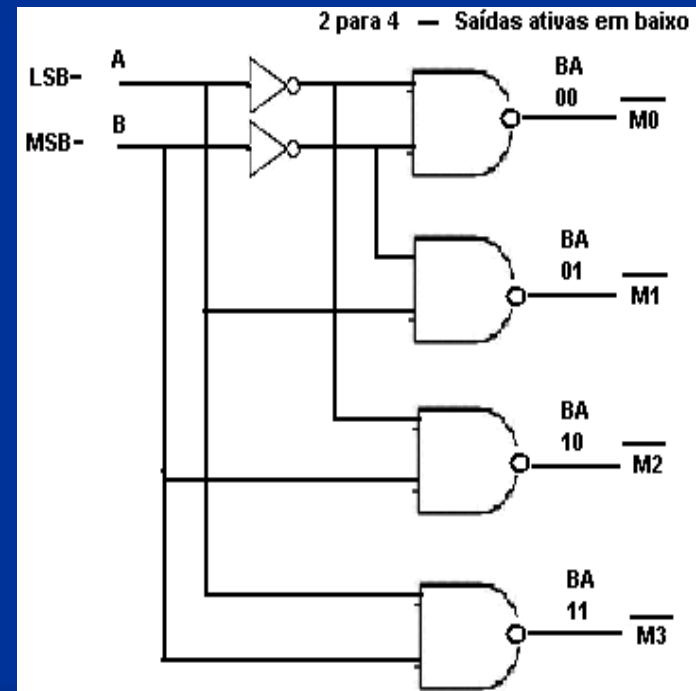 2 para 4 — Saídas ativas em baixo
LSB- A
MSB- B
BA
00
M0
BA
01
M1
BA
10
M2
BA
11
M3